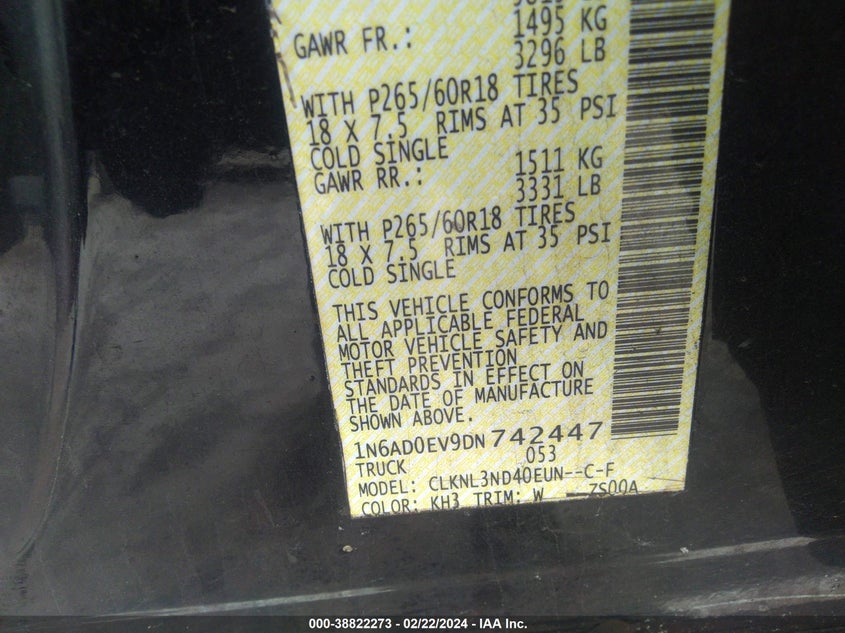 1495 KG
GAWR FR.: 3296 LB
WITH P265/60R18 TIRES
18 X 7.5 RIMS AT 35 PSI
COLD SINGLE 1511 KG
GAWR RR.: 3331 LB
WITH P265/60R18 TIRES
18 X 7.5 RIMS AT 35 PSI
COLD SINGLE
THIS VEHICLE CONFORMS TO
ALL APPLICABLE FEDERAL
MOTOR VEHICLE SAFETY AND
THEFT PREVENTION
STANDARDS IN EFFECT ON
THE DATE OF MANUFACTURE
SHOWN ABOVE.
1N6AD0EV9DN742447
TRUCK 053
MODEL: CLKNL3ND40EUN--C-F
COLOR: KH3 TRIM: W ZS00A
000-38822273 - 02/22/2024 - IAA Inc.